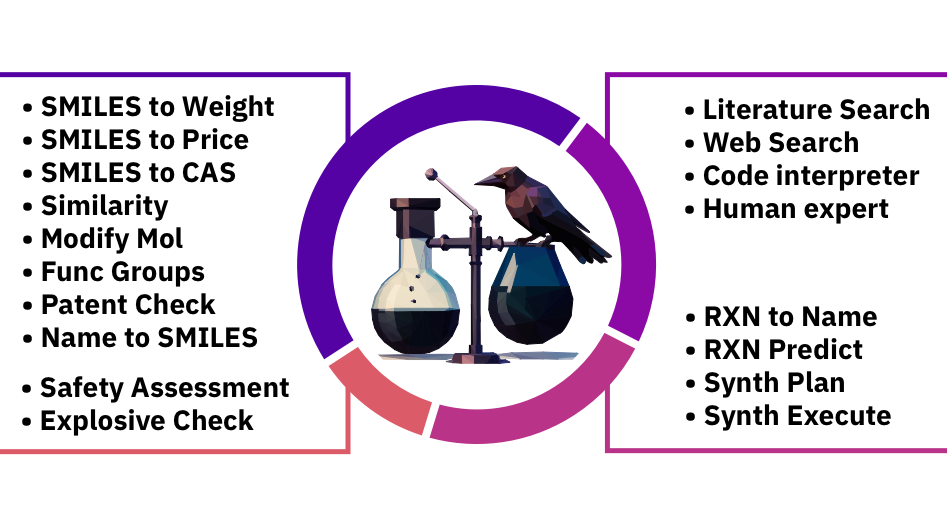 • SMILES to Weight
• SMILES to Price
• SMILES to CAS
• Similarity
• Modify Mol
• Func Groups
• Patent Check
• Name to SMILES
• Safety Assessment
• Explosive Check
• Literature Search
• Web Search
• Code interpreter
• Human expert
• RXN to Name
• RXN Predict
• Synth Plan
• Synth Execute